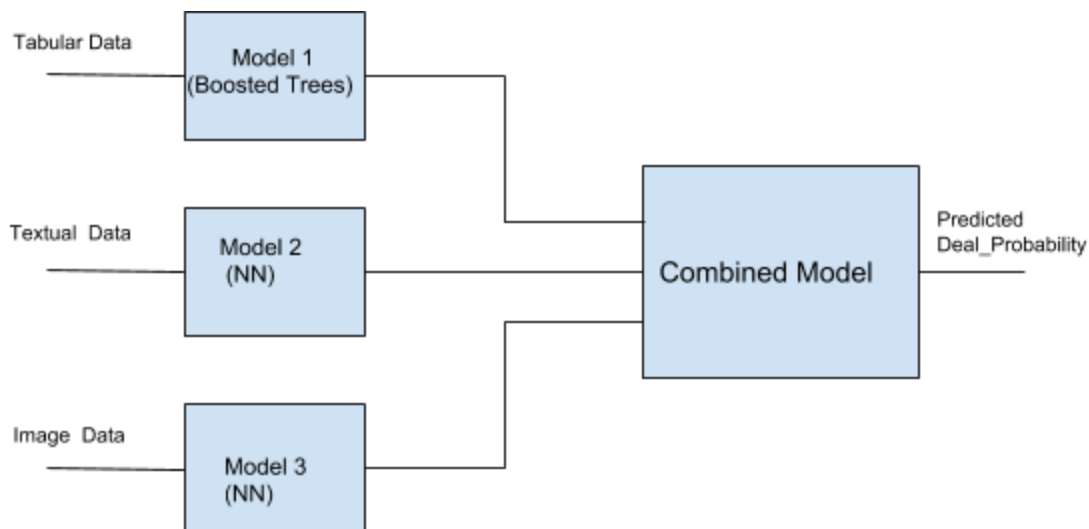 Tabular Data
Model 1
(Boosted Trees)
Textual Data
Model 2
(NN)
Image Data
Model 3
(NN)
Combined Model
Predicted
Deal_Probability